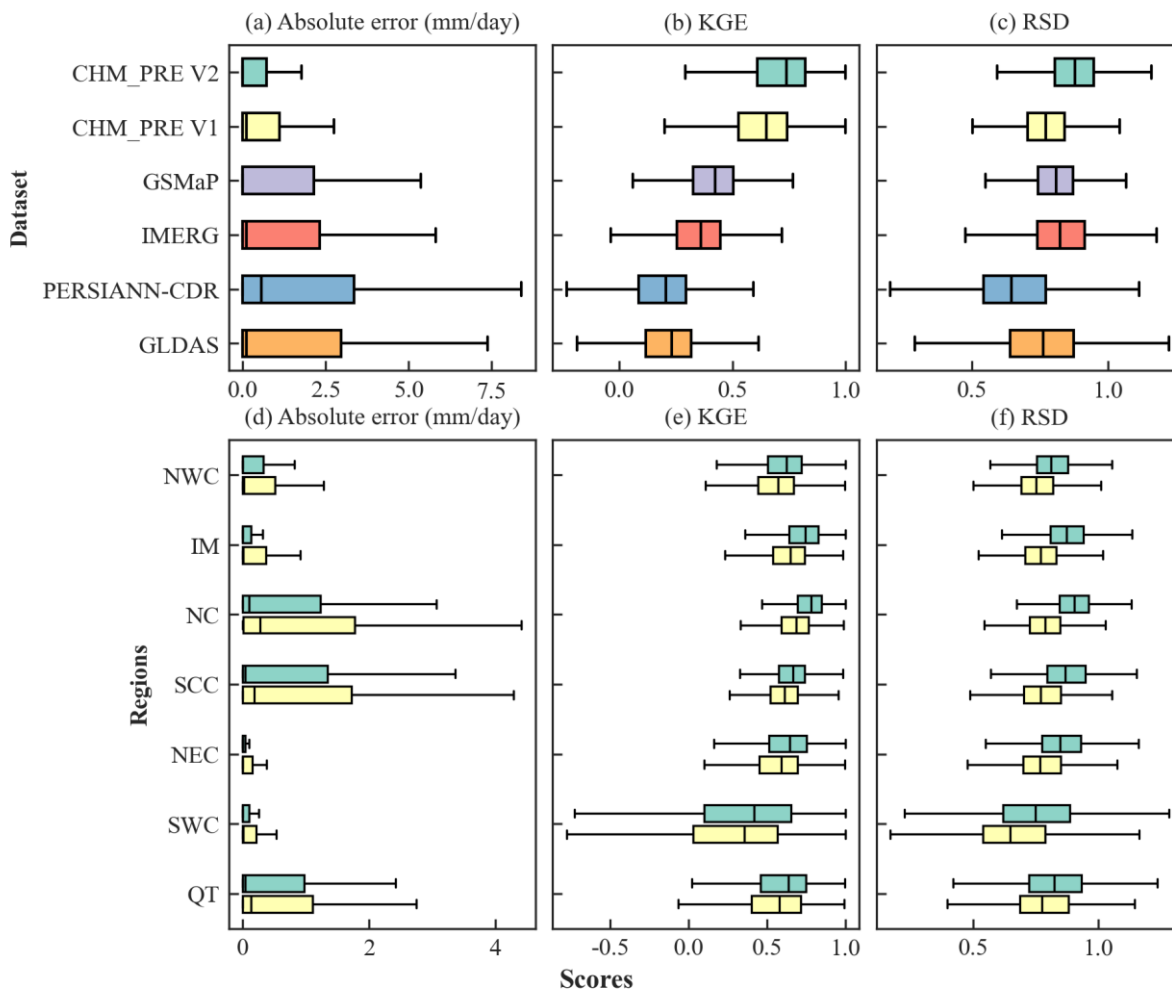 (a) Absolute error (mm/day) (b) KGE (c) RSD
Dataset
CHM_PRE V2
CHM_PRE V1
GSMaP
IMERG
PERSIANN-CDR
GLDAS
0.0 2.5 5.0 7.5 0.0 0.5 1.0 0.5 1.0
(d) Absolute error (mm/day) (e) KGE (f) RSD
Regions
NWC
IM
NC
SCC
NEC
SWC
QT
0 2 4 -0.5 0.0 0.5 1.0 0.5 1.0
Scores